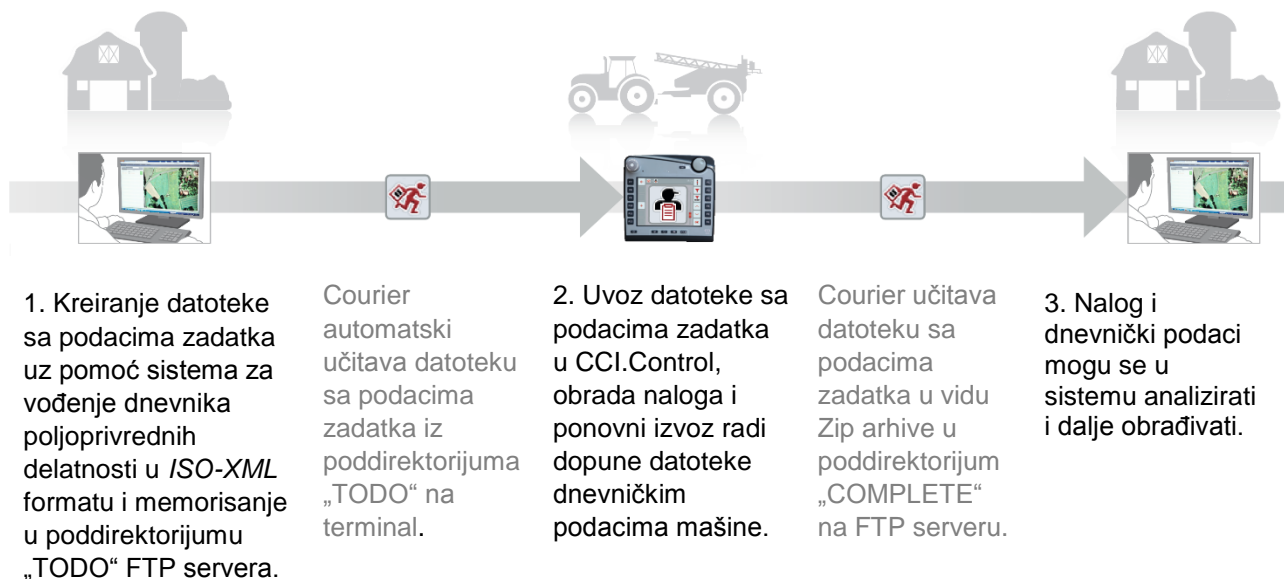 1. Kreiranje datoteke
sa podacima zadatka
uz pomoć sistema za
vođenje dnevnika
poljoprivrednih
delatnosti u ISO-XML
formatu i memorisanje
u poddirektorijumu
„TODO“ FTP servera.
Courier
automatski
učitava datoteku
sa podacima
zadatka iz
poddirektorijuma
„TODO“ na
terminal.
2. Uvoz datoteke sa
podacima zadatka
u CCI.Control,
obrada naloga i
ponovni izvoz radi
dopune datoteke
dnevničkim
podacima mašine.
Courier učitava
datoteku sa
podacima
zadatka u vidu
Zip arhive u
poddirektorijum
„COMPLETE“
na FTP serveru.
3. Nalog i
dnevnički podaci
mogu se u
sistemu analizirati
i dalje obrađivati.